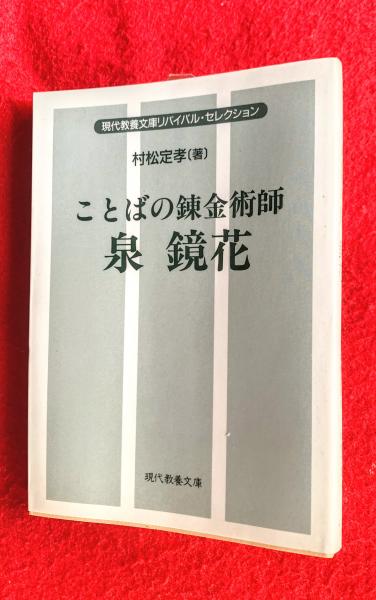 現代教養文庫リバイバル・セレクション
村松定孝〔著〕
ことばの錬金術師
泉 鏡花
現代教養文庫